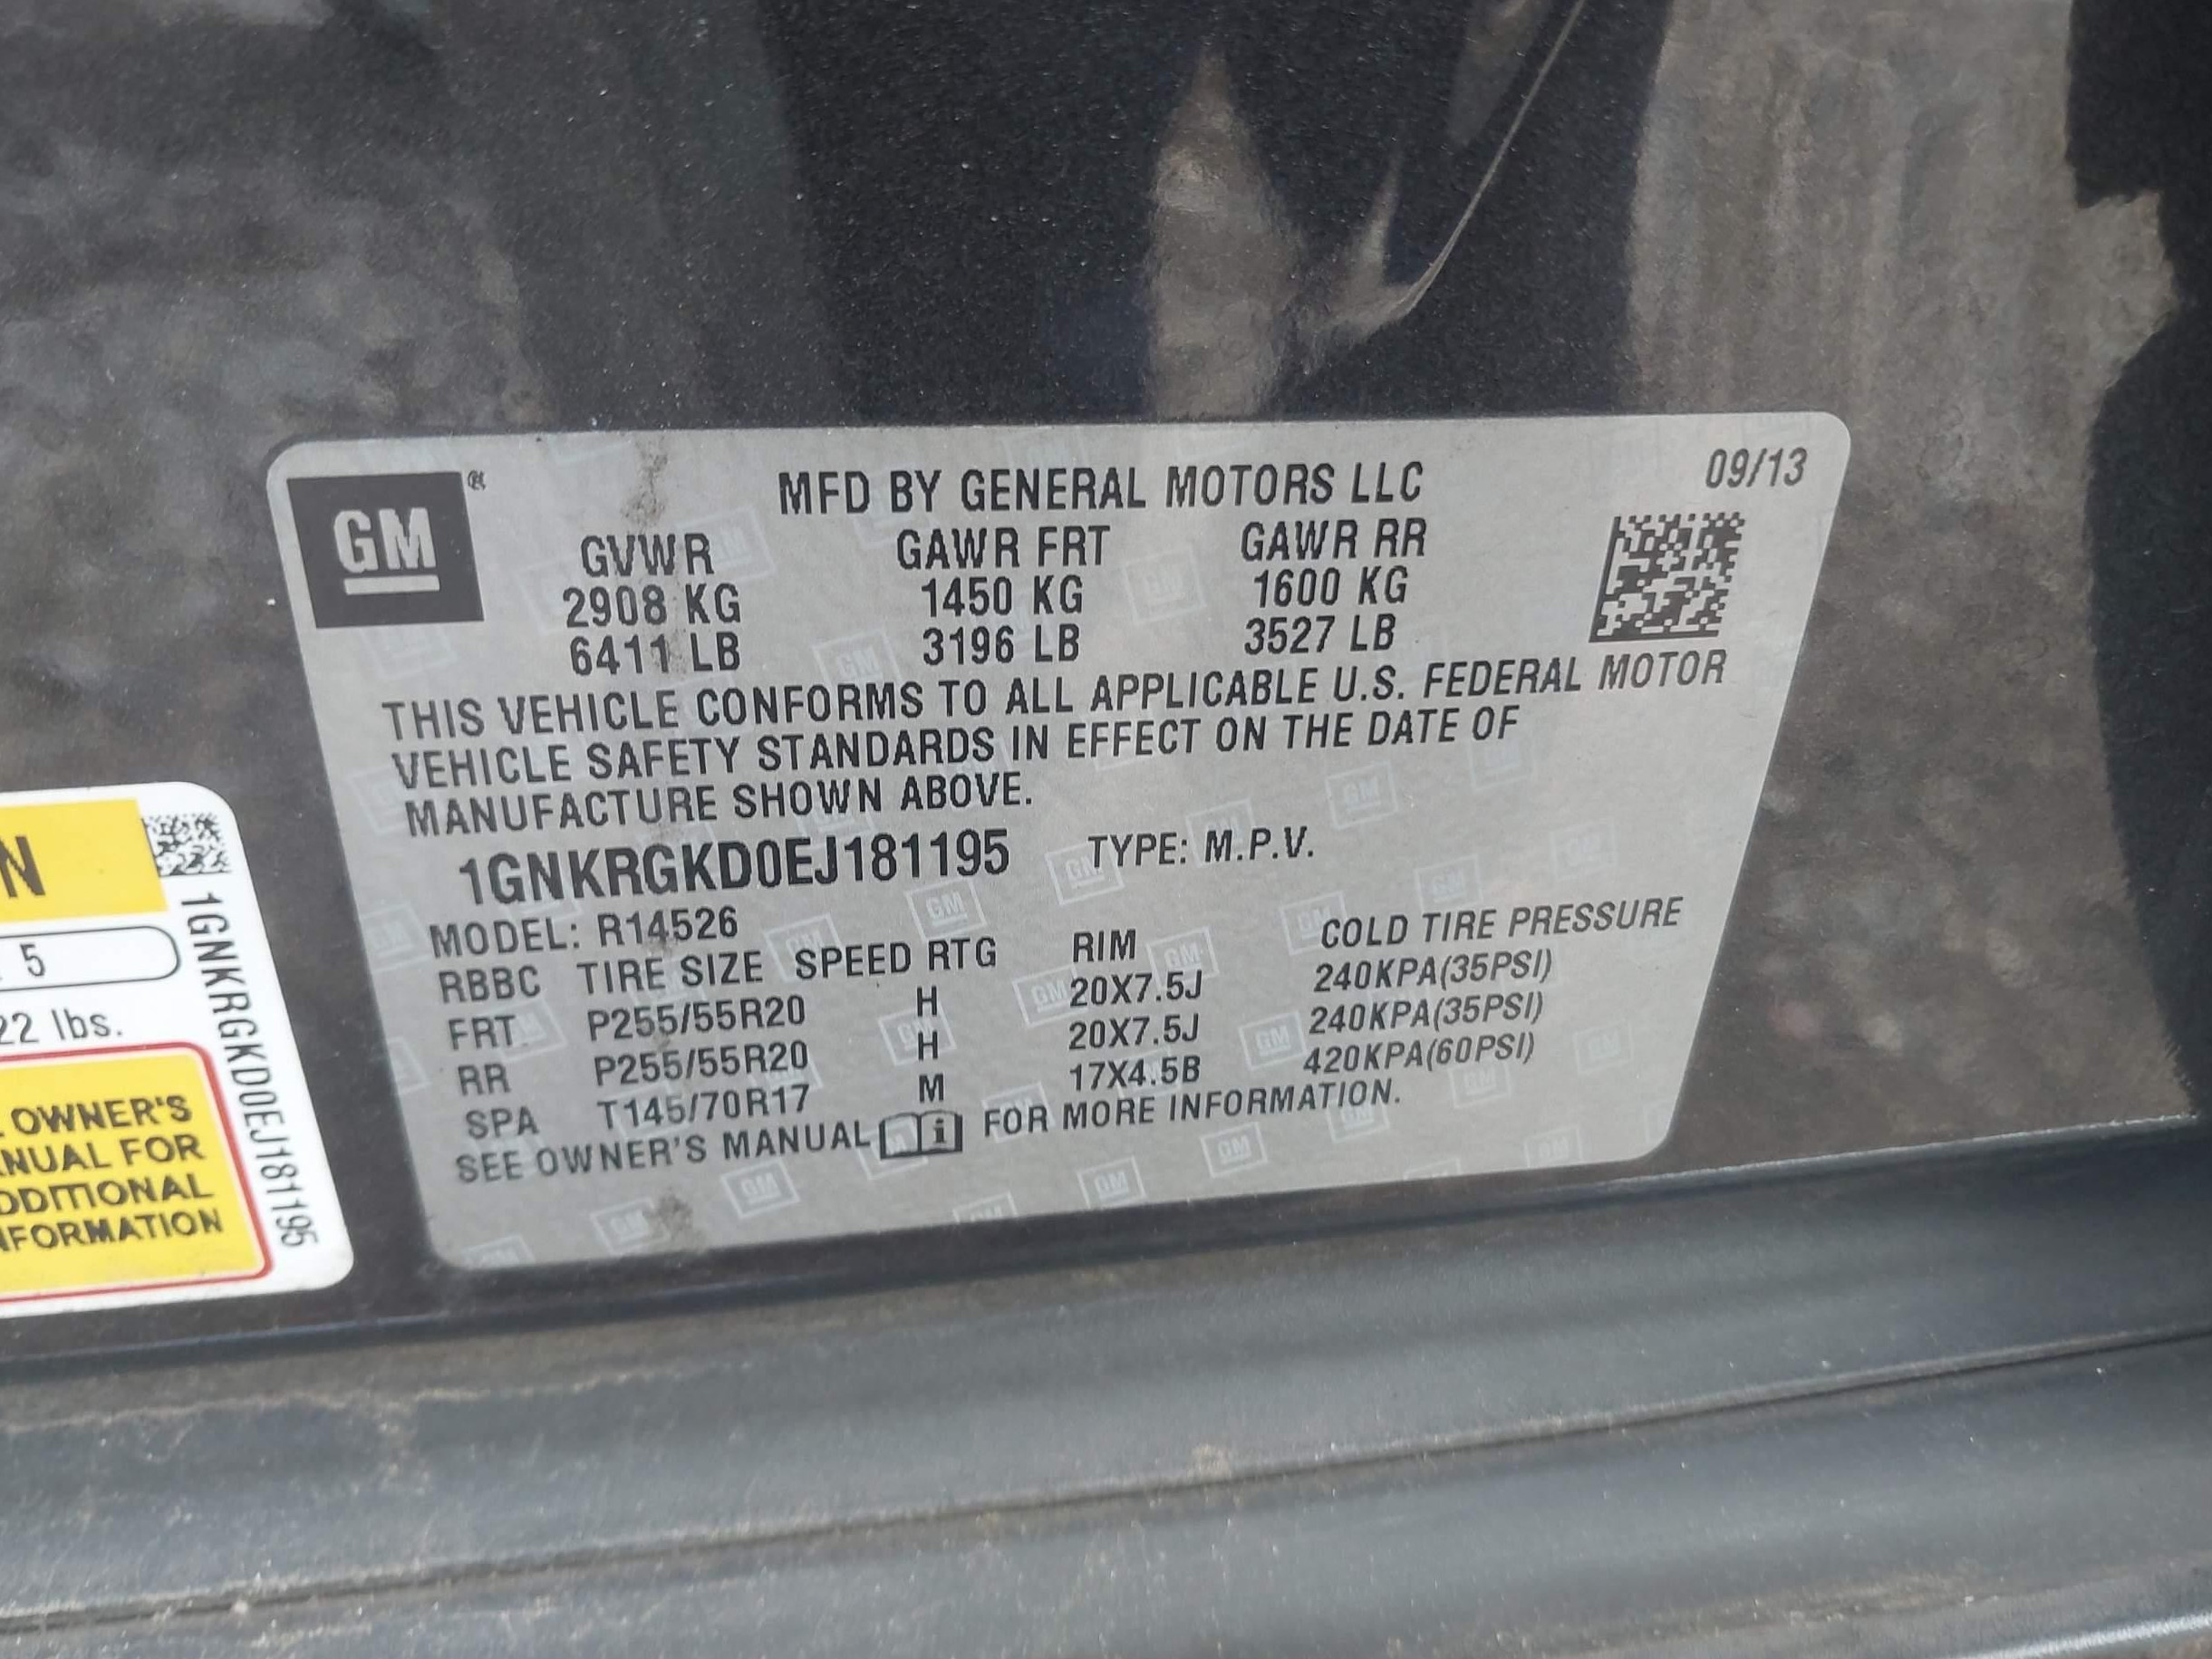 GM
®
MFD BY GENERAL MOTORS LLC
09/13
GVWR GAWR FRT GAWR RR
2908 KG 1450 KG 1600 KG
6411 LB 3196 LB 3527 LB
THIS VEHICLE CONFORMS TO ALL APPLICABLE U.S. FEDERAL MOTOR
VEHICLE SAFETY STANDARDS IN EFFECT ON THE DATE OF
MANUFACTURE SHOWN ABOVE.
1GNKRGKD0EJ181195 TYPE: M.P.V.
MODEL: R14526
RBBC TIRE SIZE SPEED RTG RIM COLD TIRE PRESSURE
FRT P255/55R20 H 20X7.5J 240KPA(35PSI)
RR P255/55R20 H 20X7.5J 240KPA(35PSI)
SPA T145/70R17 M 17X4.5B 420KPA(60PSI)
SEE OWNER'S MANUAL i FOR MORE INFORMATION.
N
5
22 lbs.
OWNER'S
NUAL FOR
DDITIONAL
NFORMATION
1GNKRGKD0EJ181195